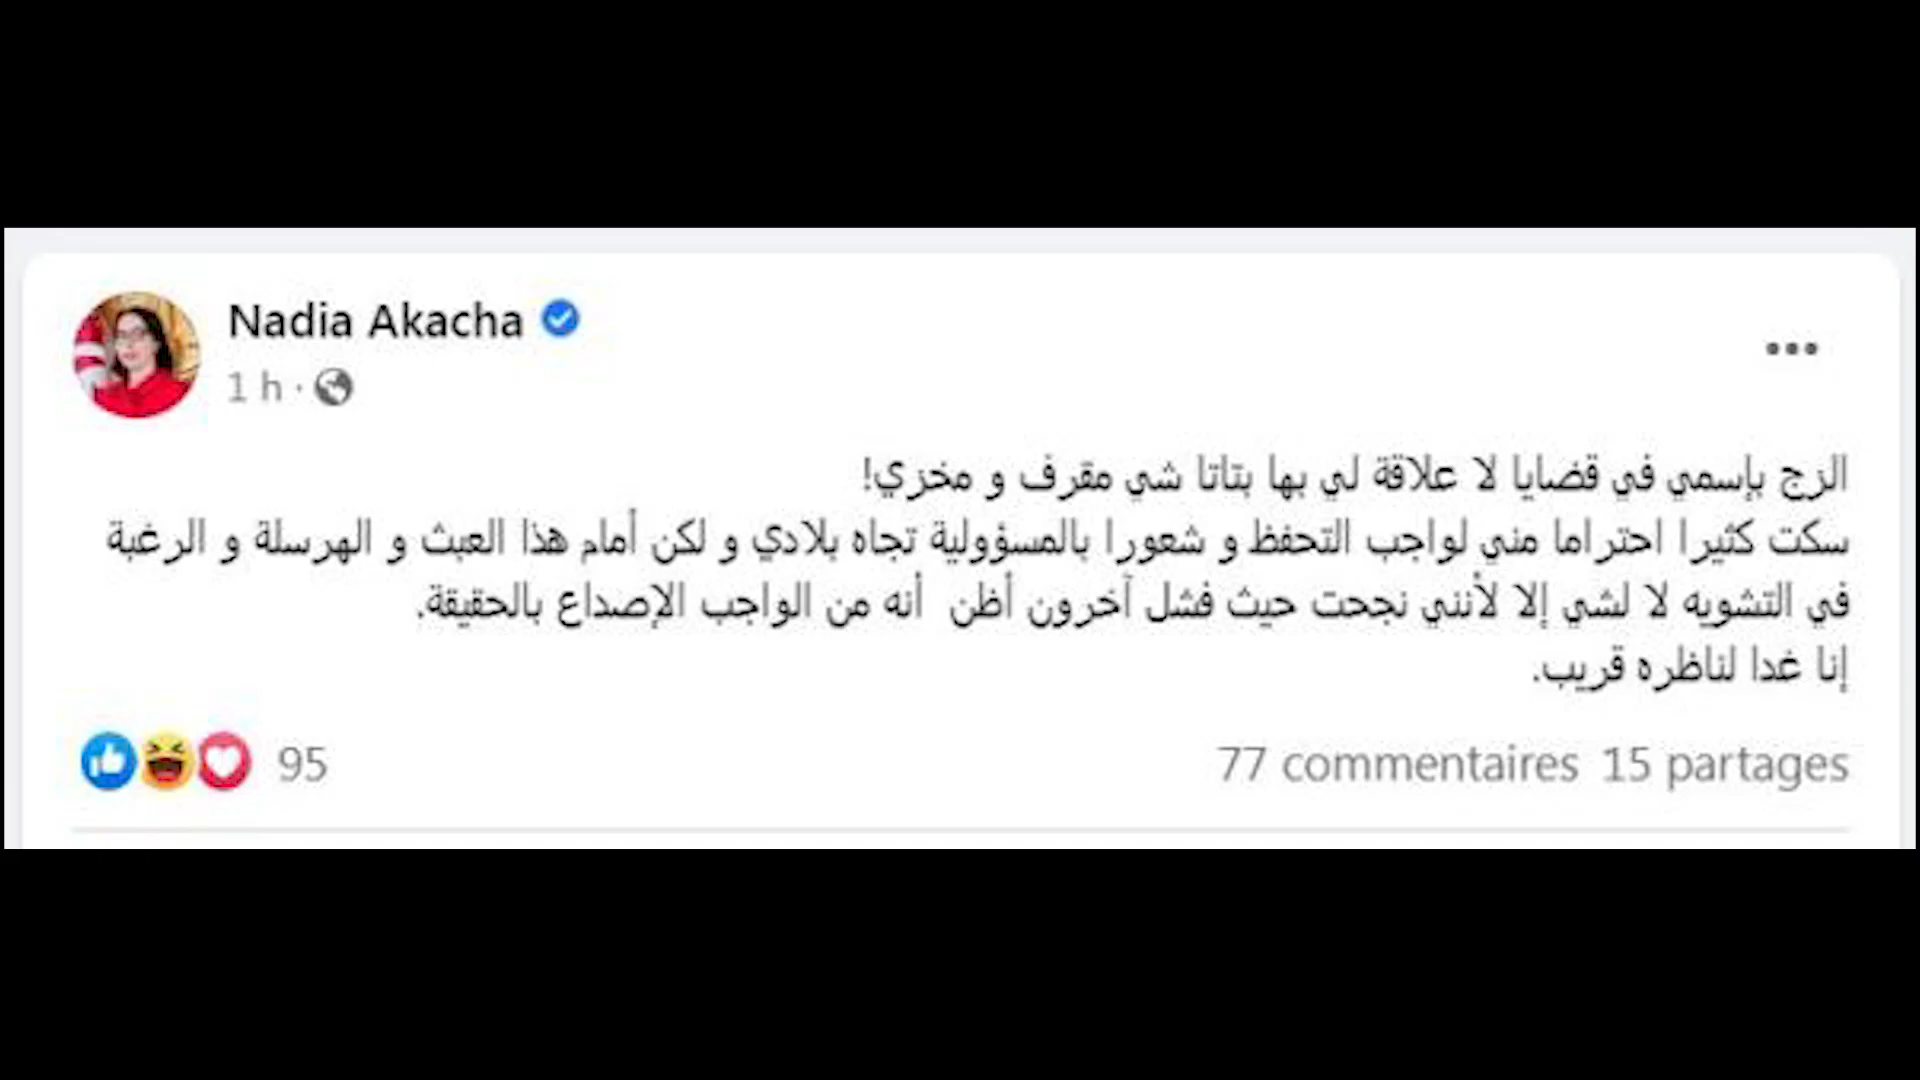 Nadia Akacha
1 h ·
الزج بإسمي في قضايا لا علاقة لي بها بتاتا شي مقرف و مخزي!
سكت كثيرا احتراما مني لواجب التحفظ و شعورا بالمسؤولية تجاه بلادي و لكن أمام هذا العبث و الهرسلة و الرغبة
في التشويه لا لشي إلا لأنني نجحت حيث فشل آخرون أظن أنه من الواجب الإصداع بالحقيقة.
إنا غدا لناظره قريب.
95
77 commentaires 15 partages